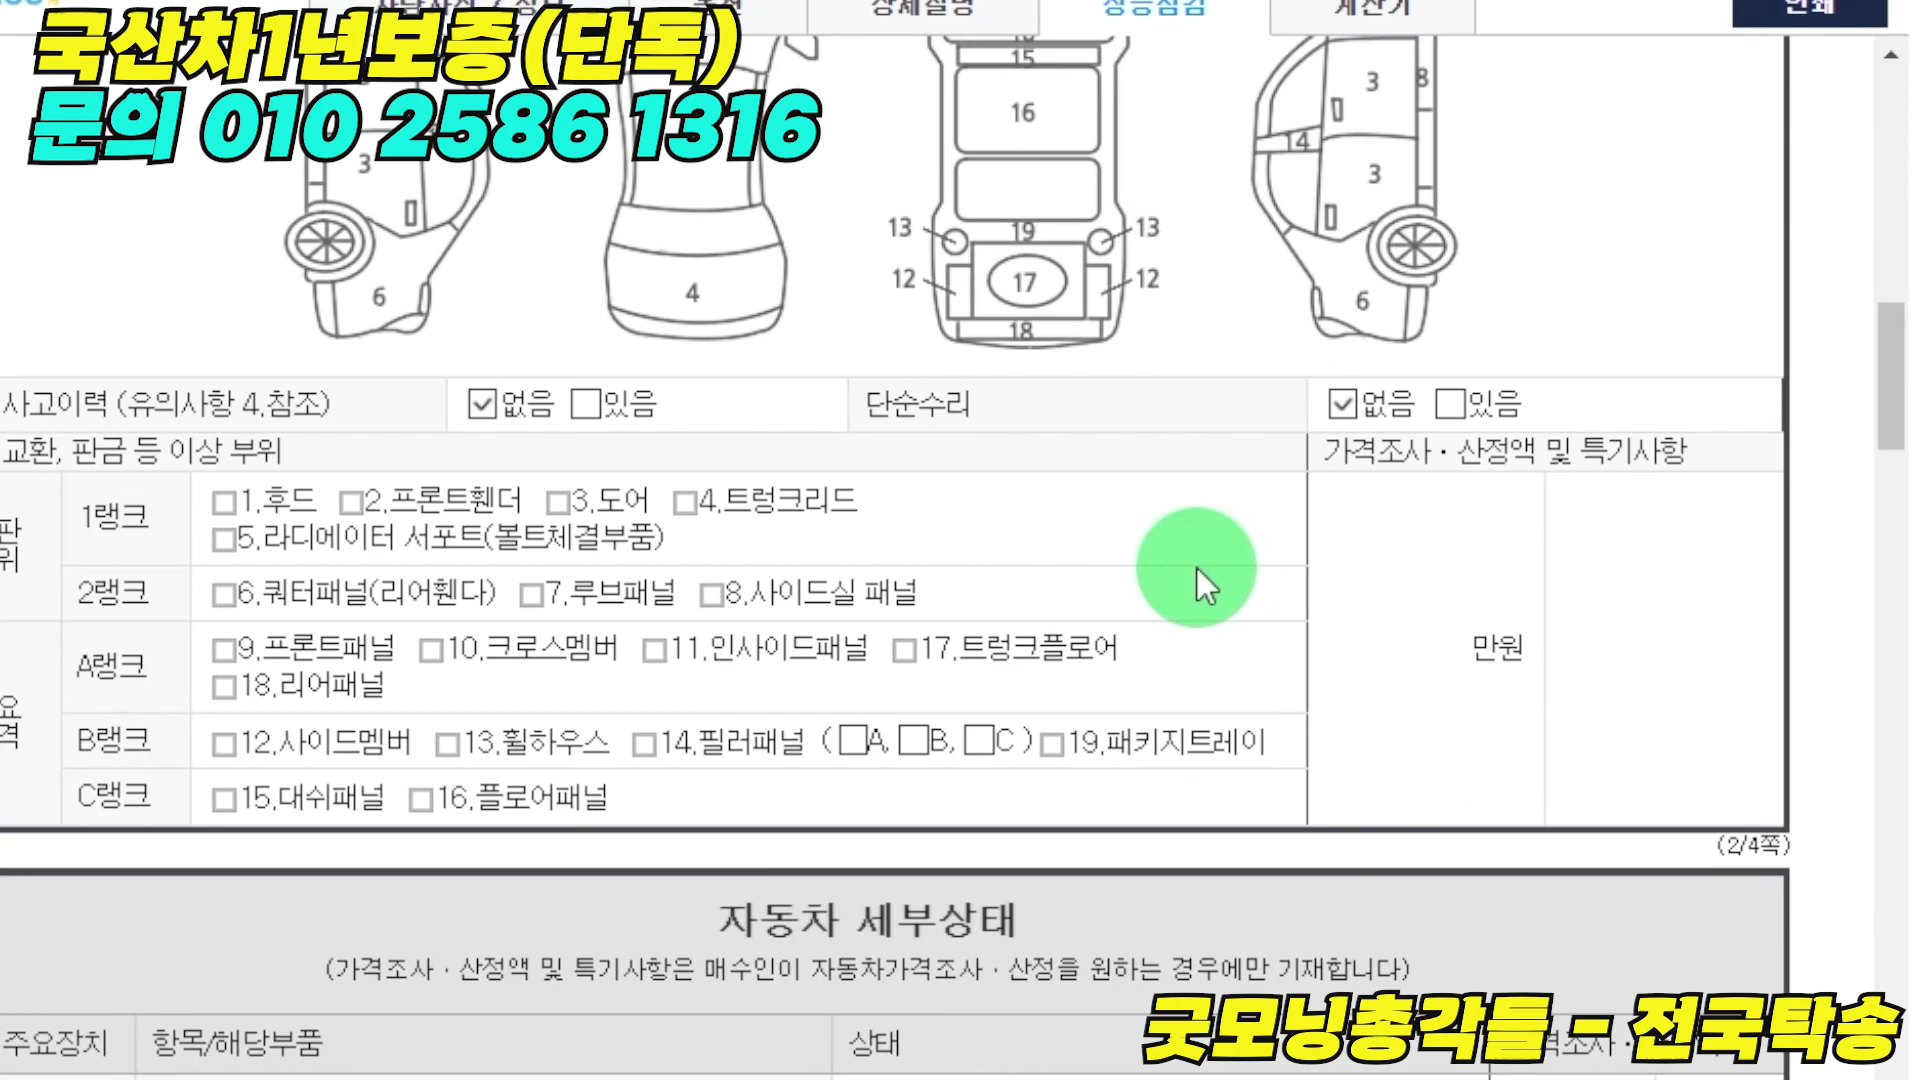 상세설명 성능점검 계산기 인쇄
국산차1년보증(단독)
문의 010 2586 1316
15
16
3
8
14
3
3
13
19
13
12
17
12
6
4
18
6
사고이력 (유의사항 4.참조) 없음 있음 단순수리 없음 있음
교환, 판금 등 이상 부위 가격조사 · 산정액 및 특기사항
1랭크 1.후드 2.프론트휀더 3.도어 4.트렁크리드
5.라디에이터 서포트(볼트체결부품)
2랭크 6.쿼터패널(리어휀다) 7.루브패널 8.사이드실 패널
A랭크 9.프론트패널 10.크로스멤버 11.인사이드패널 17.트렁크플로어
18.리어패널
만원
B랭크 12.사이드멤버 13.휠하우스 14.필러패널 ( A, B, C ) 19.패키지트레이
C랭크 15.대쉬패널 16.플로어패널
(2/4쪽)
자동차 세부상태
(가격조사 · 산정액 및 특기사항은 매수인이 자동차가격조사 · 산정을 원하는 경우에만 기재합니다)
주요장치 항목/해당부품 상태
굿모닝총각들 - 전국탁송